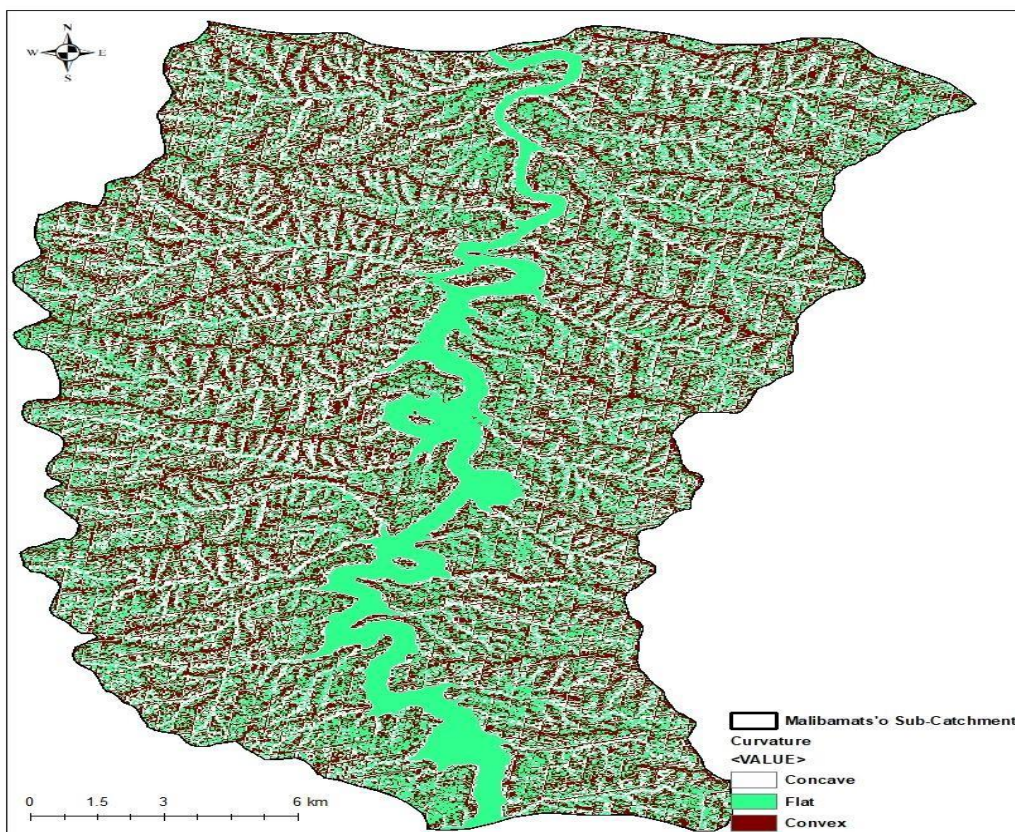 N
W E
S
Malibamats'o Sub-Catchment
Curvature
<VALUE>
Concave
Flat
Convex
0 1.5 3 6 km